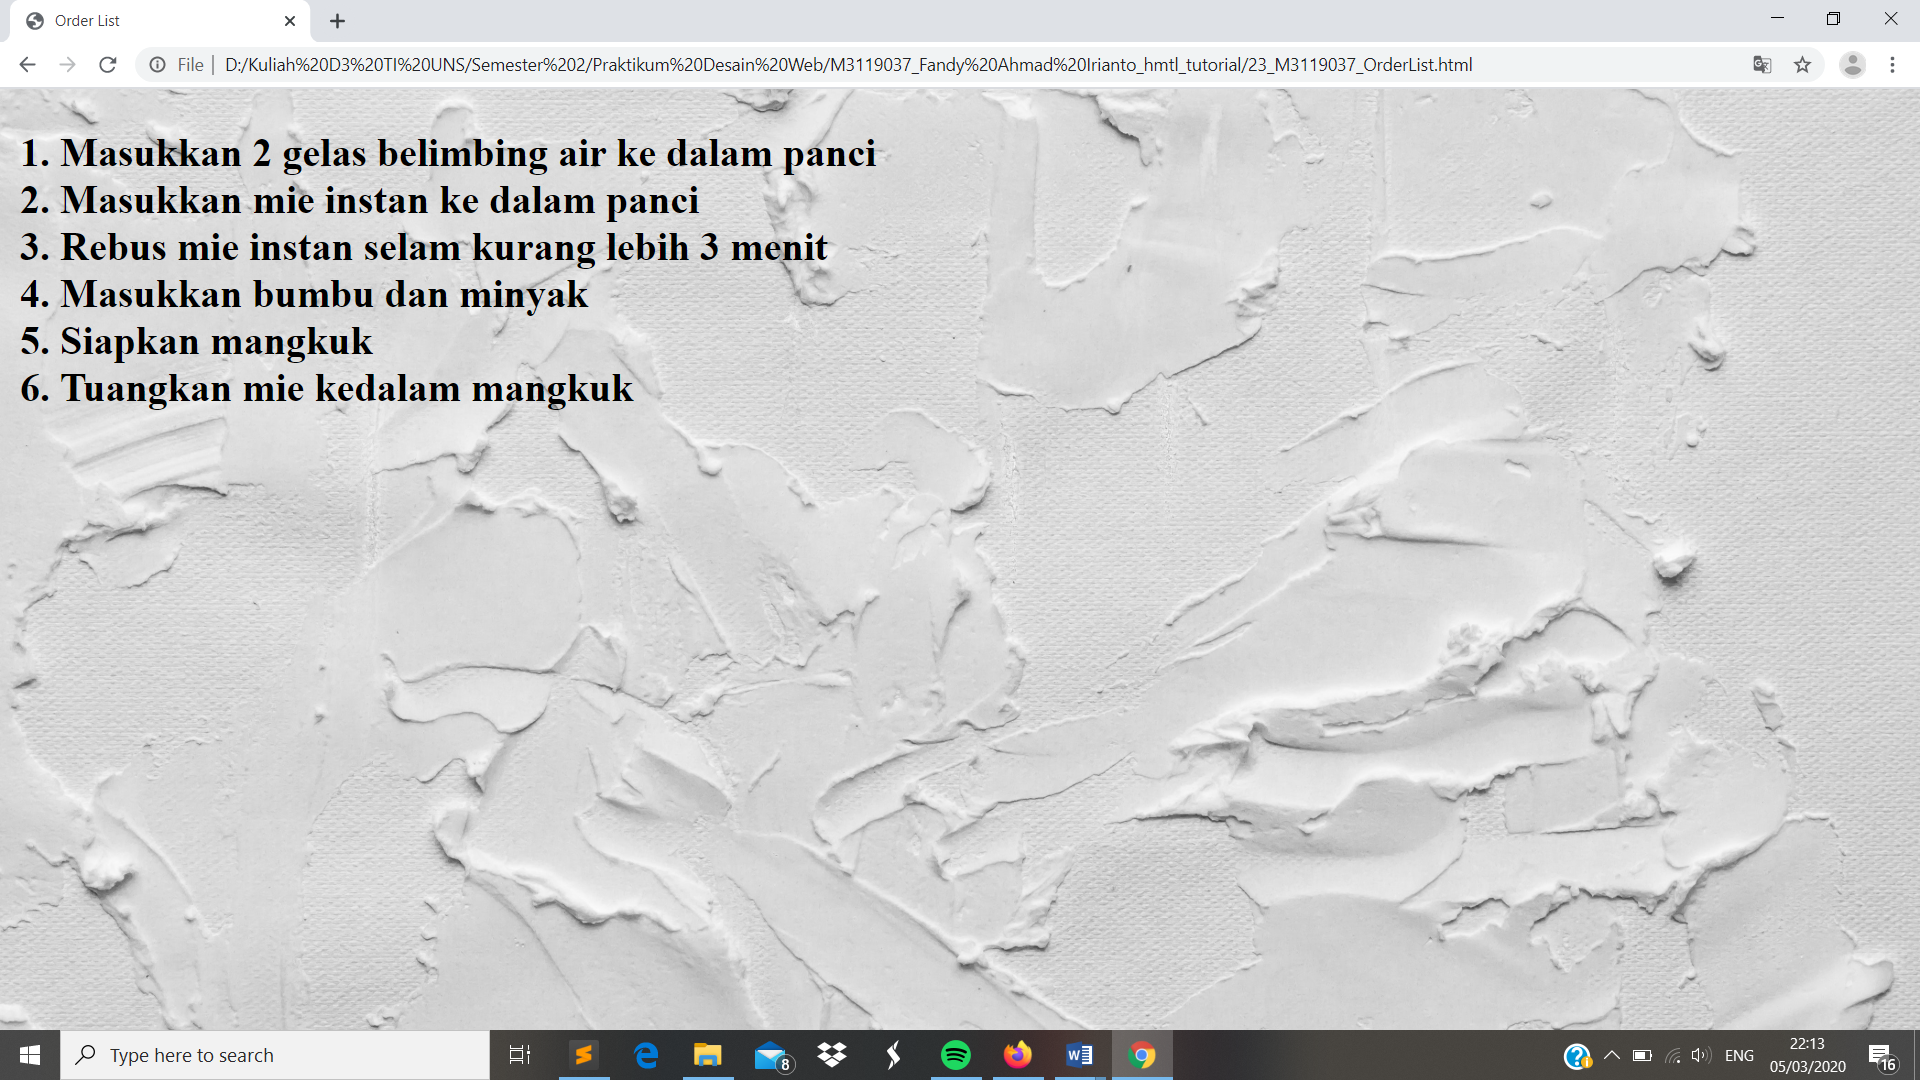 Order List
File
D:/Kuliah%20D3%20TI%20UNS/Semester%202/Praktikum%20Desain%20Web/M3119037_Fandy%20Ahmad%20Irianto_hmtl_tutorial/23_M3119037_OrderList.html
1. Masukkan 2 gelas belimbing air ke dalam panci
2. Masukkan mie instan ke dalam panci
3. Rebus mie instan selam kurang lebih 3 menit
4. Masukkan bumbu dan minyak
5. Siapkan mangkuk
6. Tuangkan mie kedalam mangkuk
Type here to search
8
ENG
22:13
05/03/2020
16